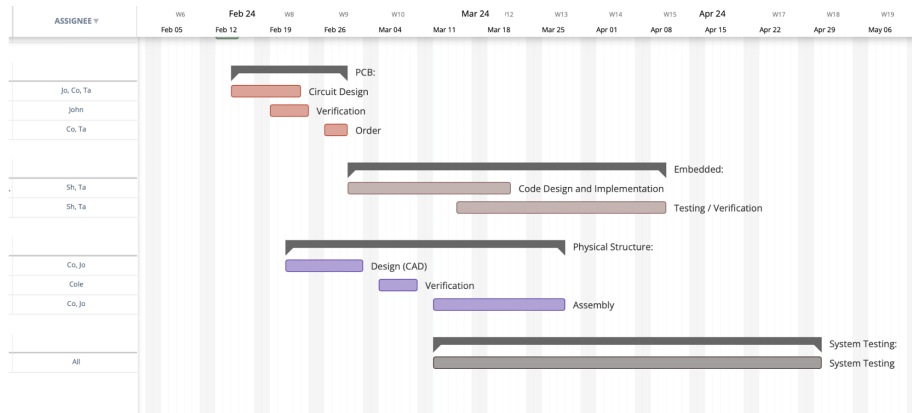 ASSIGNEE ▼
W6 Feb 24 W8 W9 W10 Mar 24 W12 W13 W15 Apr 24 W17 W18 W19
Feb 05 Feb 12 Feb 19 Feb 26 Mar 04 Mar 11 Mar 18 Mar 25 Apr 01 Apr 08 Apr 15 Apr 22 Apr 29 May 06
PCB:
Jo, Co, Ta Circuit Design
John Verification
Co, Ta Order
Embedded:
Sh, Ta Code Design and Implementation
Sh, Ta Testing / Verification
Physical Structure:
Co, Jo Design (CAD)
Cole Verification
Co, Jo Assembly
System Testing:
All System Testing